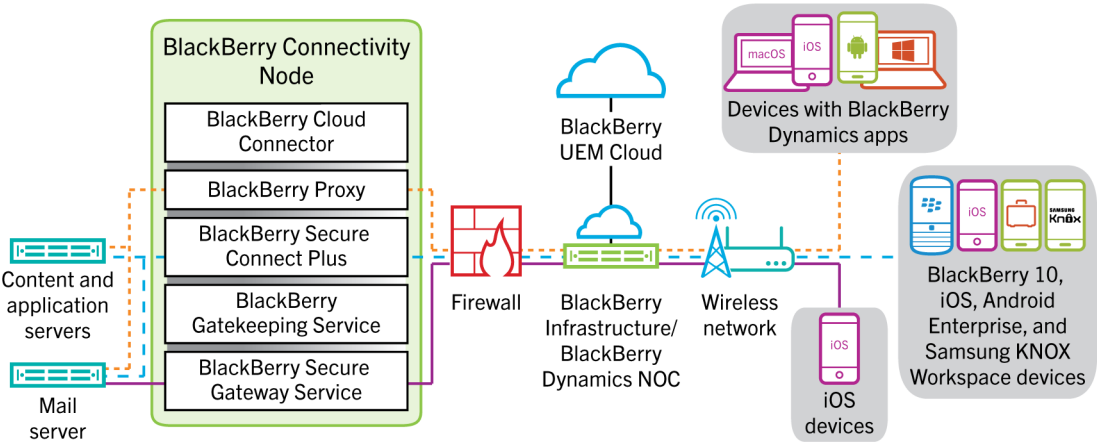 BlackBerry Connectivity
Node
BlackBerry Cloud
Connector
BlackBerry Proxy
BlackBerry Secure
Connect Plus
BlackBerry
Gatekeeping Service
BlackBerry Secure
Gateway Service
Content and
application
servers
Mail
server
Firewall
BlackBerry
UEM Cloud
BlackBerry
Infrastructure/
BlackBerry
Dynamics NOC
Wireless
network
macOS
iOS
Devices with BlackBerry
Dynamics apps
iOS
SAMSUNG
Knox
BlackBerry 10,
iOS, Android
Enterprise, and
Samsung KNOX
Workspace devices
iOS
iOS
devices